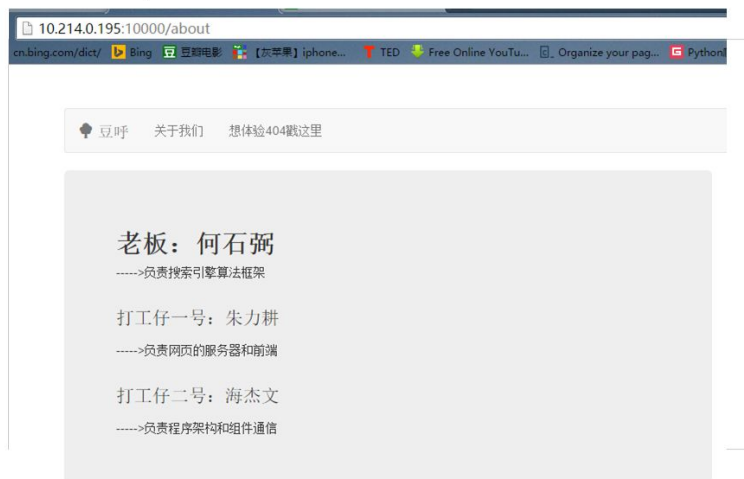 10.214.0.195:10000/about
cn.bing.com/dict/ Bing 豆 豆瓣电影 【灰苹果】iphone... TED Free Online YouTu... Organize your pag... Python
豆呼 关于我们 想体验404戳这里
老板：何石弼
----->负责搜索引擎算法框架
打工仔一号：朱力耕
----->负责网页的服务器和前端
打工仔二号：海杰文
----->负责程序架构和组件通信